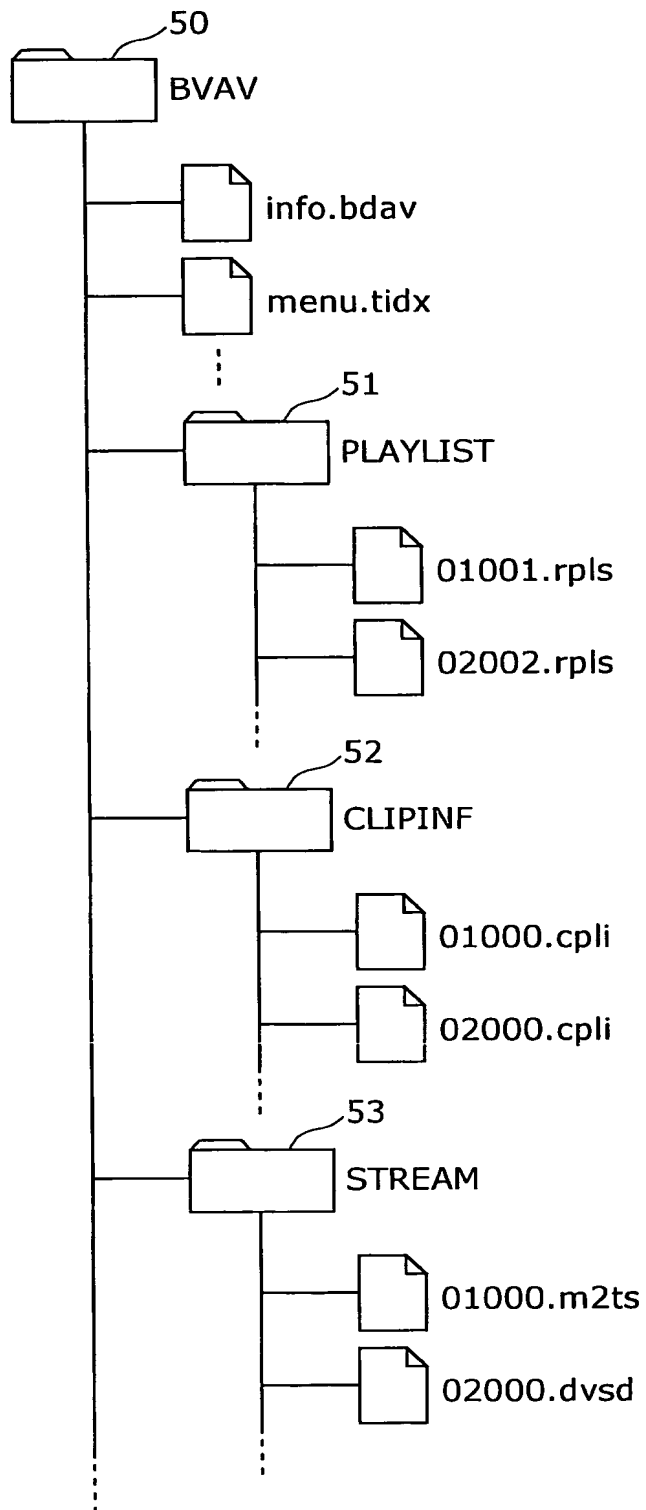 50
BVAV
info.bdav
menu.tidx
51
PLAYLIST
01001.rpls
02002.rpls
52
CLIPINF
01000.cpli
02000.cpli
53
STREAM
01000.m2ts
02000.dvsd